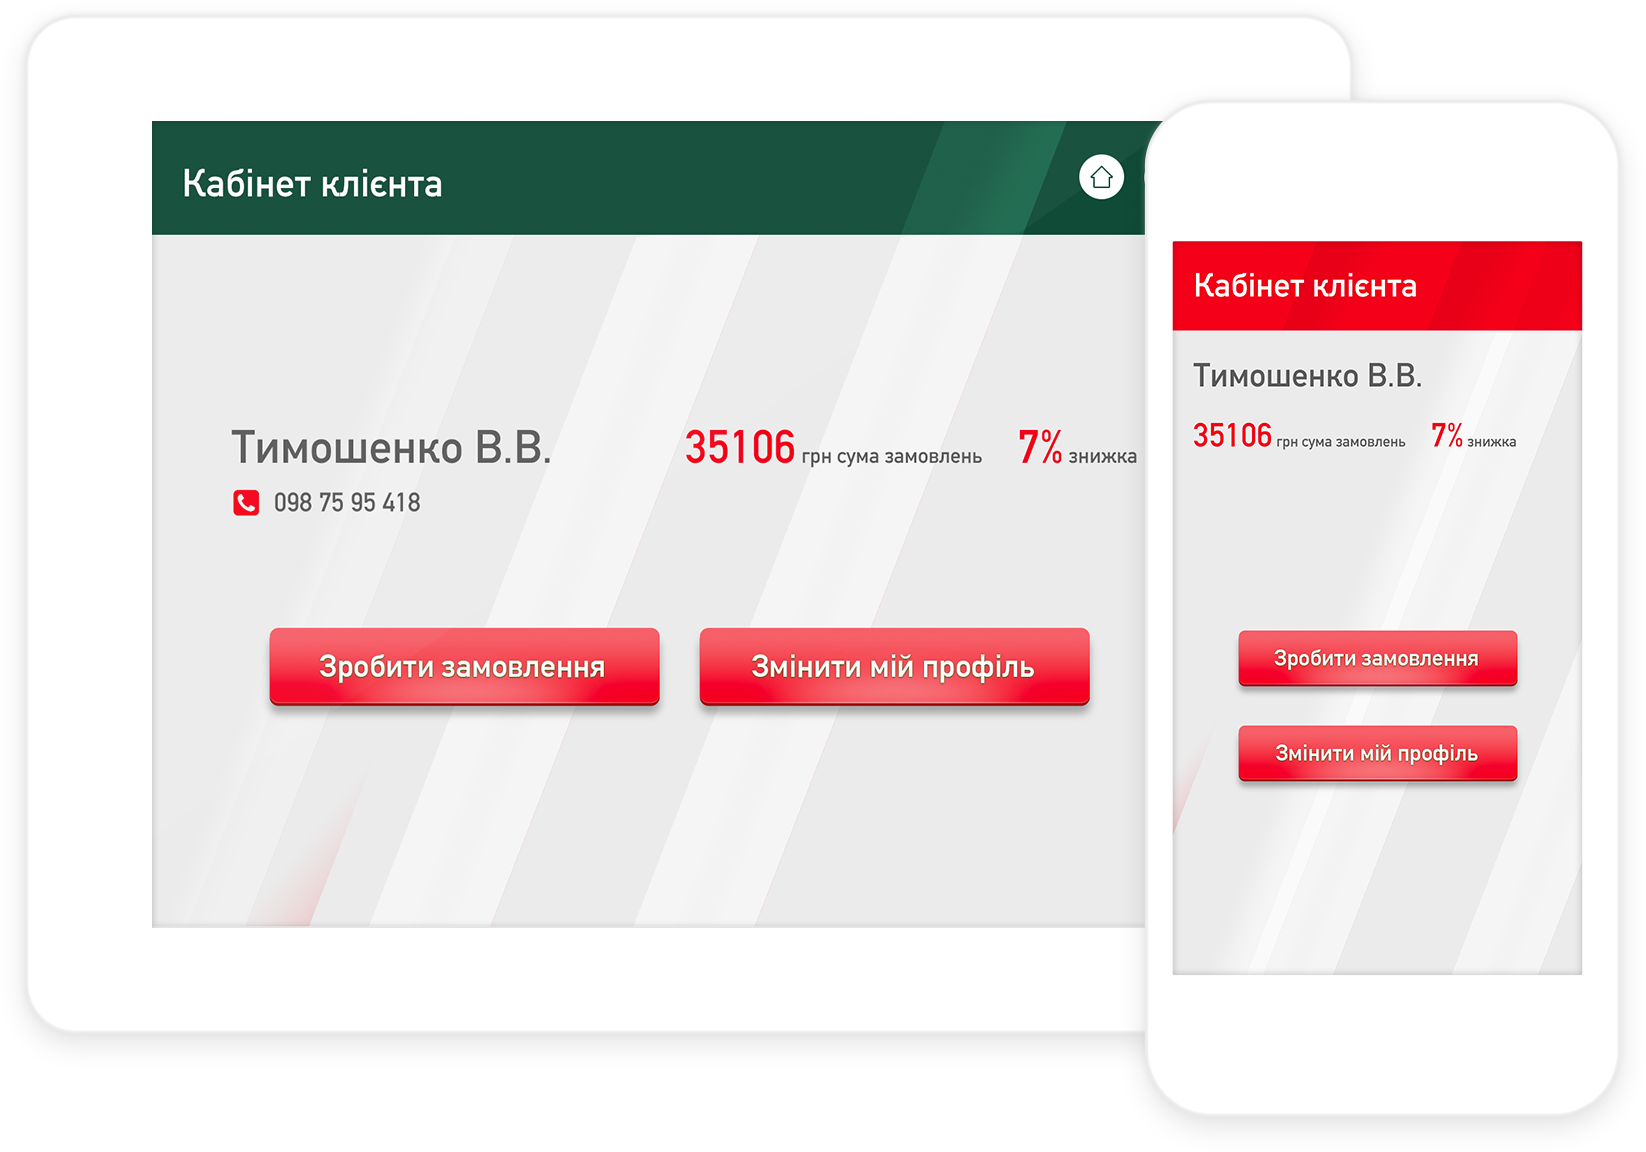 Кабінет клієнта
Тимошенко В.В.
35106 грн сума замовлень 7% знижка
098 75 95 418
Зробити замовлення
Змінити мій профіль
Кабінет клієнта
Тимошенко В.В.
35106 грн сума замовлень 7% знижка
Зробити замовлення
Змінити мій профіль